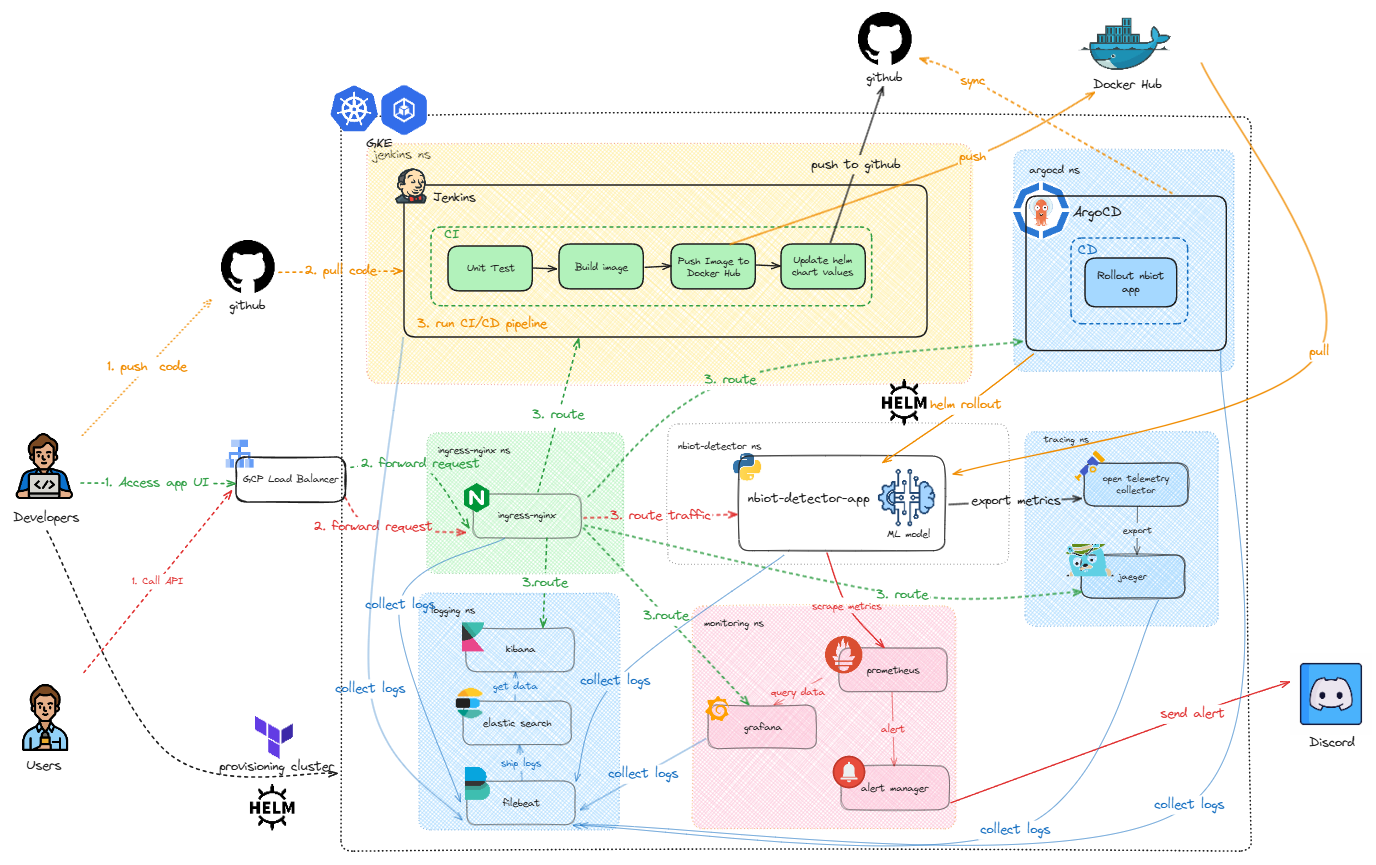 github
Docker Hub
sync
GKE
jenkins ns
push to github
push
argocd ns
Jenkins
ArgoCD
CI
CD
Unit Test
Build image
Push Image to
Docker Hub
Update helm
chart values
Rollout nbiot
app
github
2. pull code
3. run CI/CD pipeline
1. push code
pull
3. route
HELM
helm rollout
3. route
ingress-nginx ns
nbiot-detector ns
tracing ns
2. forward request
1. Access app UI
GCP Load Balancer
open telemetry
collector
nbiot-detector-app
export metrics
Developers
N
ingress-nginx
3. route traffic
2. forward request
ML model
export
1. Call API
3.route
jaeger
3. route
collect logs
logging ns
scrape metrics
3.route
monitoring ns
kibana
prometheus
collect logs
get data
collect logs
query data
elastic search
grafana
alert
send alert
Discord
Users
provisioning cluster
ship logs
collect logs
HELM
filebeat
alert manager
collect logs
collect logs